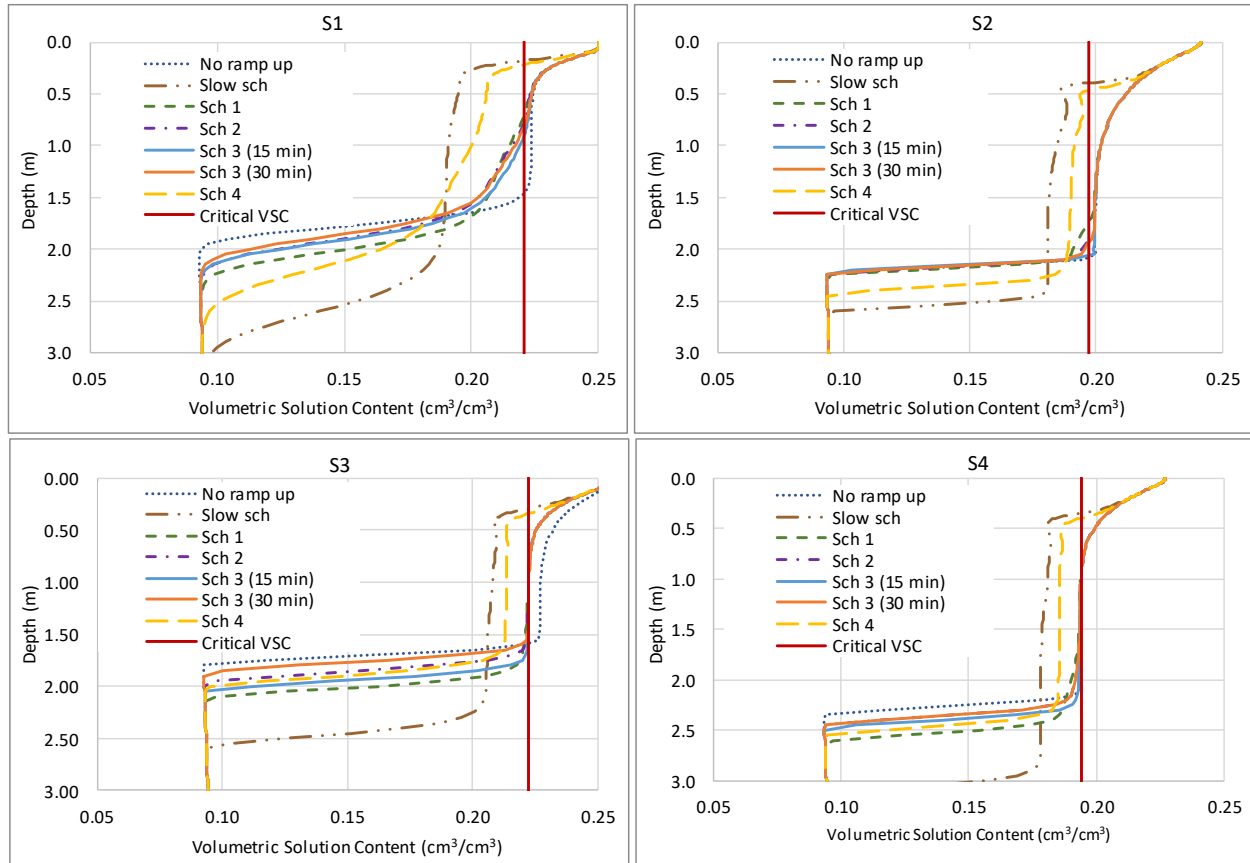 S1
0.0
0.5
1.0
1.5
2.0
2.5
3.0
Depth (m)
No ramp up
Slow sch
Sch 1
Sch 2
Sch 3 (15 min)
Sch 3 (30 min)
Sch 4
Critical VSC
0.05 0.10 0.15 0.20 0.25
Volumetric Solution Content (cm³/cm³)
S2
0.0
0.5
1.0
1.5
2.0
2.5
3.0
Depth (m)
No ramp up
Slow sch
Sch 1
Sch 2
Sch 3 (15 min)
Sch 3 (30 min)
Sch 4
Critical VSC
0.05 0.10 0.15 0.20 0.25
Volumetric Solution Content (cm³/cm³)
S3
0.00
0.50
1.00
1.50
2.00
2.50
3.00
Depth (m)
No ramp up
Slow sch
Sch 1
Sch 2
Sch 3 (15 min)
Sch 3 (30 min)
Sch 4
Critical VSC
0.05 0.10 0.15 0.20 0.25
Volumetric Solution Content (cm³/cm³)
S4
0.0
0.5
1.0
1.5
2.0
2.5
3.0
Depth (m)
No ramp up
Slow sch
Sch 1
Sch 2
Sch 3 (15 min)
Sch 3 (30 min)
Sch 4
Critical VSC
0.05 0.10 0.15 0.20 0.25
Volumetric Solution Content (cm³/cm³)